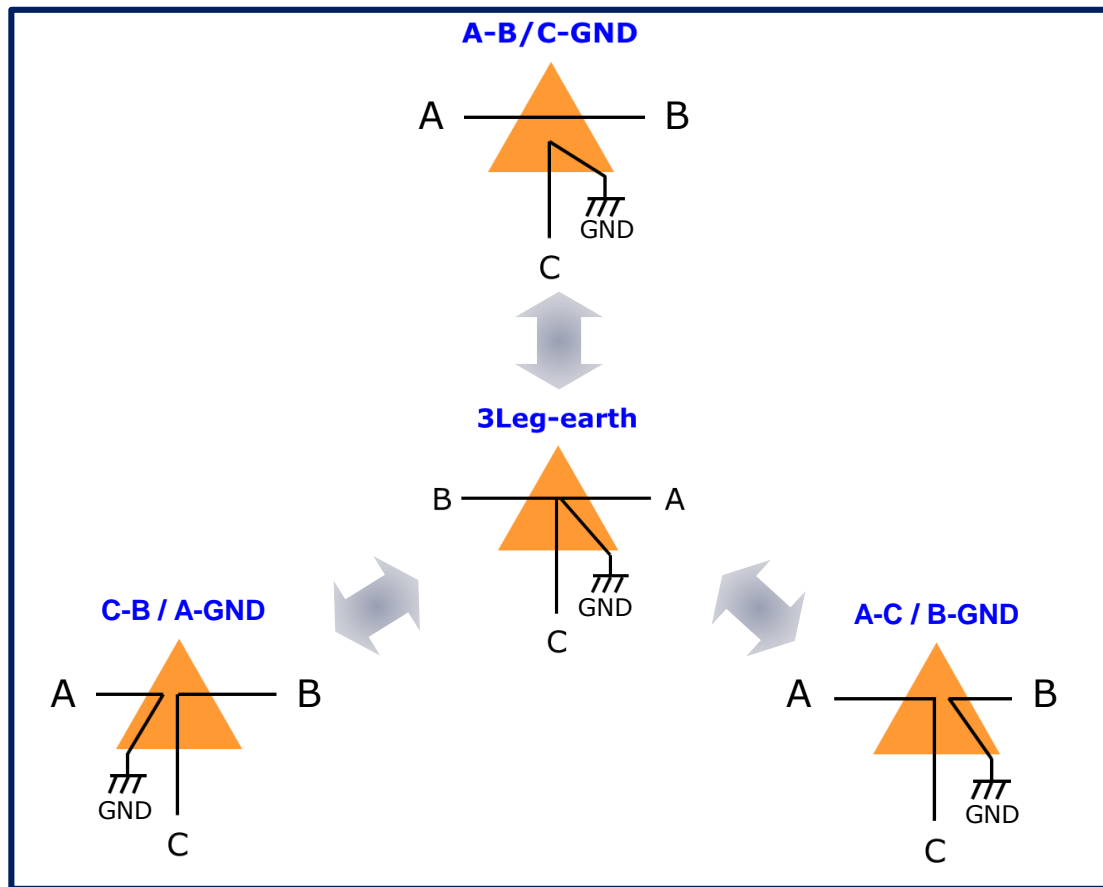 A-B/C-GND
A
B
GND
C
3Leg-earth
B
A
GND
C
C-B / A-GND
A
B
GND
C
A-C / B-GND
A
B
GND
C